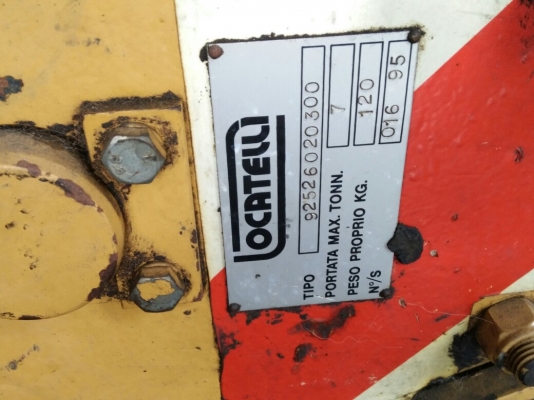 LOCATELLI
TIPO 92526020300
PORTATA MAX. TONN. 7
PESO PROPRIO KG. 120
N°/S 016 95